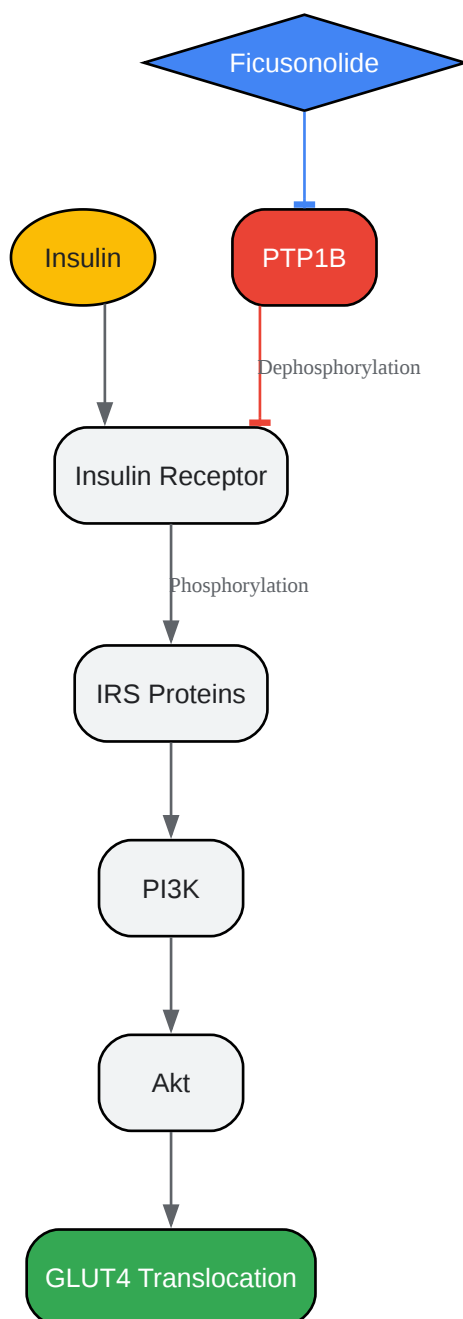 Ficusonolide
Insulin
PTP1B
Dephosphorylation
Insulin Receptor
Phosphorylation
IRS Proteins
PI3K
Akt
GLUT4 Translocation